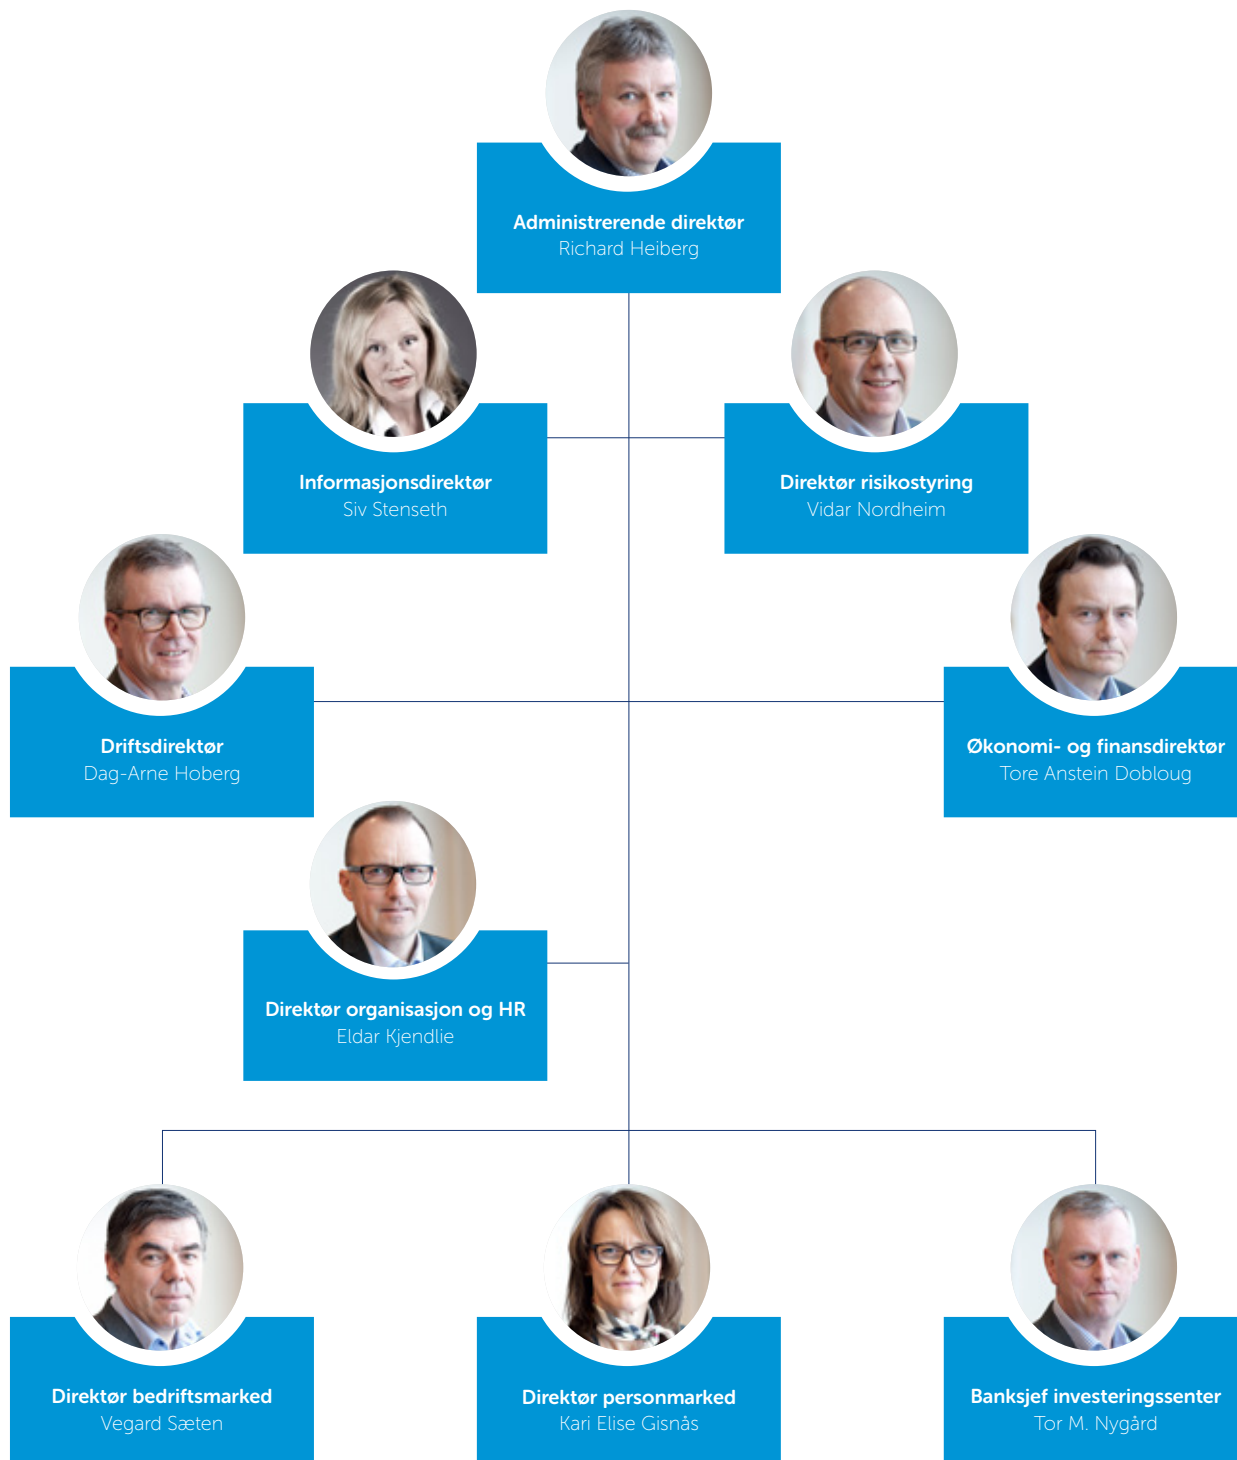 Administrerende direktør
Richard Heiberg
Informasjonsdirektør
Siv Stenseth
Direktør risikostyring
Vidar Nordheim
Driftsdirektør
Dag-Arne Hoberg
Økonomi- og finansdirektør
Tore Anstein Dobloug
Direktør organisasjon og HR
Eldar Kjendlie
Direktør bedriftsmarked
Vegard Sæten
Direktør personmarked
Kari Elise Gisnås
Banksjef investeringssenter
Tor M. Nygård